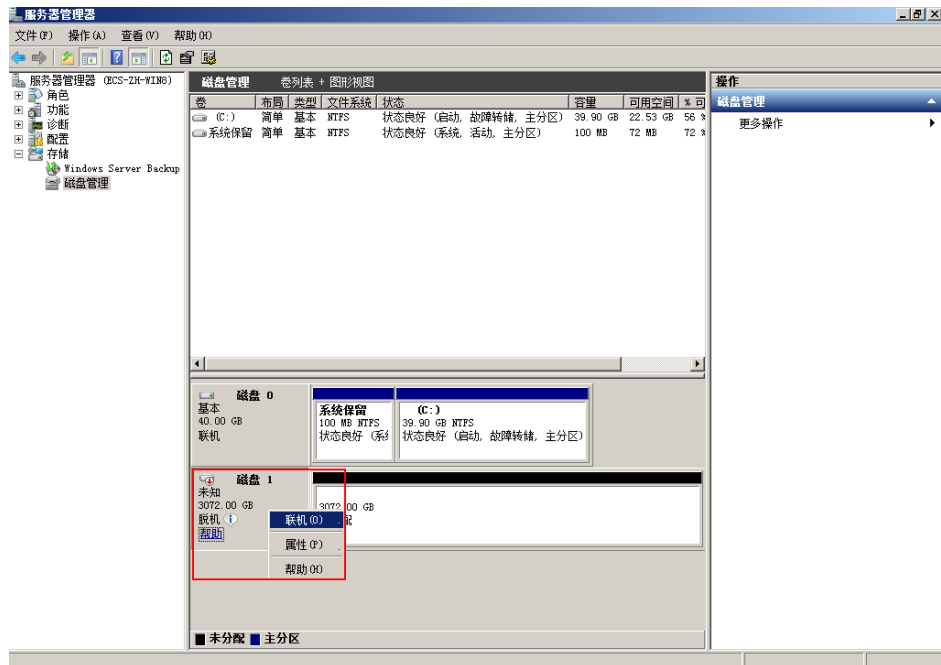 服务器管理器
文件(F) 操作(A) 查看(V) 帮助(H)
服务器管理器 (ECS-ZH-WIN8)
角色
功能
诊断
配置
存储
Windows Server Backup
磁盘管理
磁盘管理 卷列表 + 图形视图
卷 布局 类型 文件系统 状态 容量 可用空间 % 可
(C:) 简单 基本 NTFS 状态良好 (启动, 故障转储, 主分区) 39.90 GB 22.53 GB 56 %
系统保留 简单 基本 NTFS 状态良好 (系统, 活动, 主分区) 100 MB 72 MB 72 %
磁盘 0
基本
40.00 GB
联机
系统保留
100 MB NTFS
状态良好 (系
(C:)
39.90 GB NTFS
状态良好 (启动, 故障转储, 主分区)
磁盘 1
未知
3072.00 GB
脱机
帮助
3072.00 GB
联机(O)
属性(P)
帮助(H)
未分配 主分区
操作
磁盘管理
更多操作